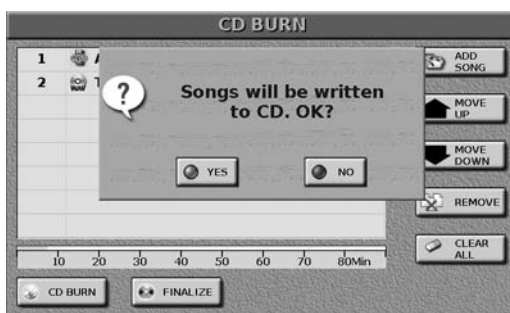 CD BURN
1 A
2 T
ADD
SONG
MOVE
UP
MOVE
DOWN
REMOVE
CLEAR
ALL
?
Songs will be written
to CD. OK?
YES
NO
10 20 30 40 50 60 70 80Min
CD BURN
FINALIZE